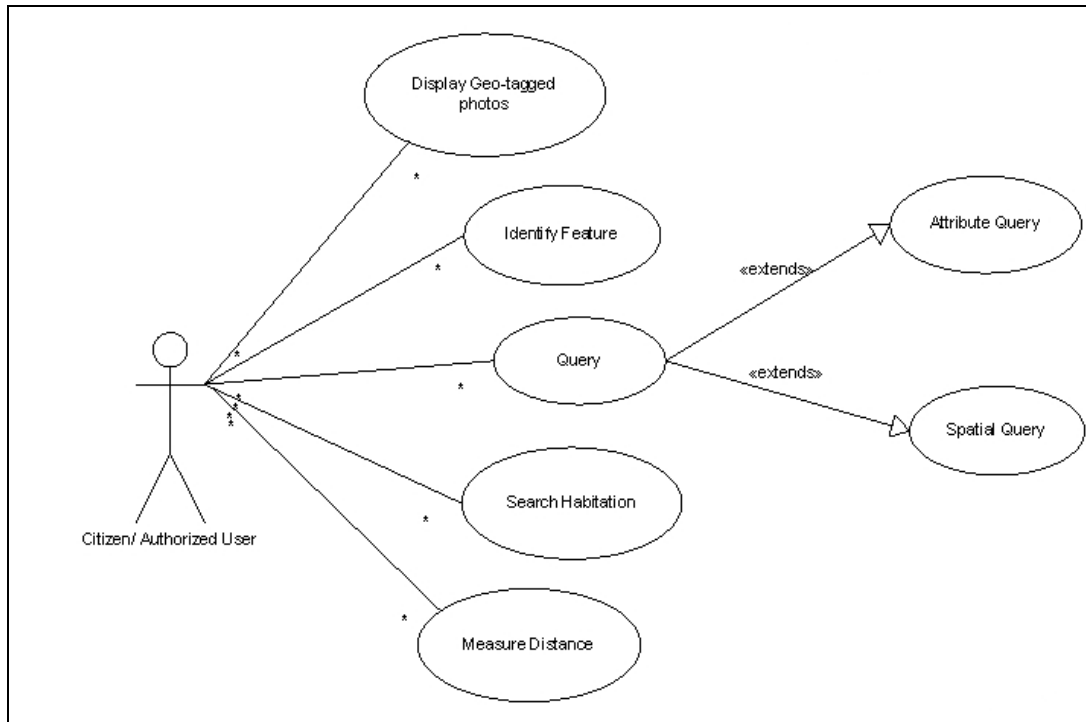 Display Geo-tagged
photos
*
Identify Feature
*
Attribute Query
«extends»
*
Query
*
«extends»
*
*
*
*
Spatial Query
Search Habitation
*
Citizen/ Authorized User
*
Measure Distance